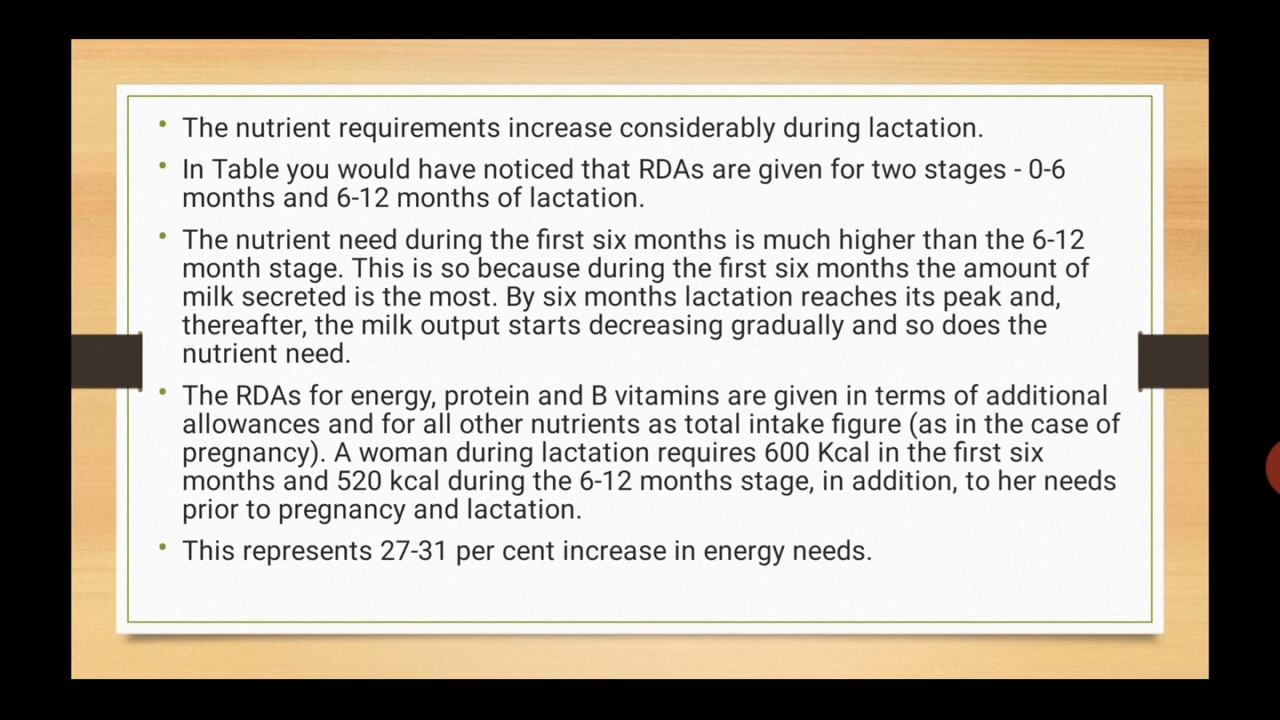 • The nutrient requirements increase considerably during lactation.
• In Table you would have noticed that RDAs are given for two stages - 0-6
months and 6-12 months of lactation.
• The nutrient need during the first six months is much higher than the 6-12
month stage. This is so because during the first six months the amount of
milk secreted is the most. By six months lactation reaches its peak and,
thereafter, the milk output starts decreasing gradually and so does the
nutrient need.
• The RDAs for energy, protein and B vitamins are given in terms of additional
allowances and for all other nutrients as total intake figure (as in the case of
pregnancy). A woman during lactation requires 600 Kcal in the first six
months and 520 kcal during the 6-12 months stage, in addition, to her needs
prior to pregnancy and lactation.
• This represents 27-31 per cent increase in energy needs.